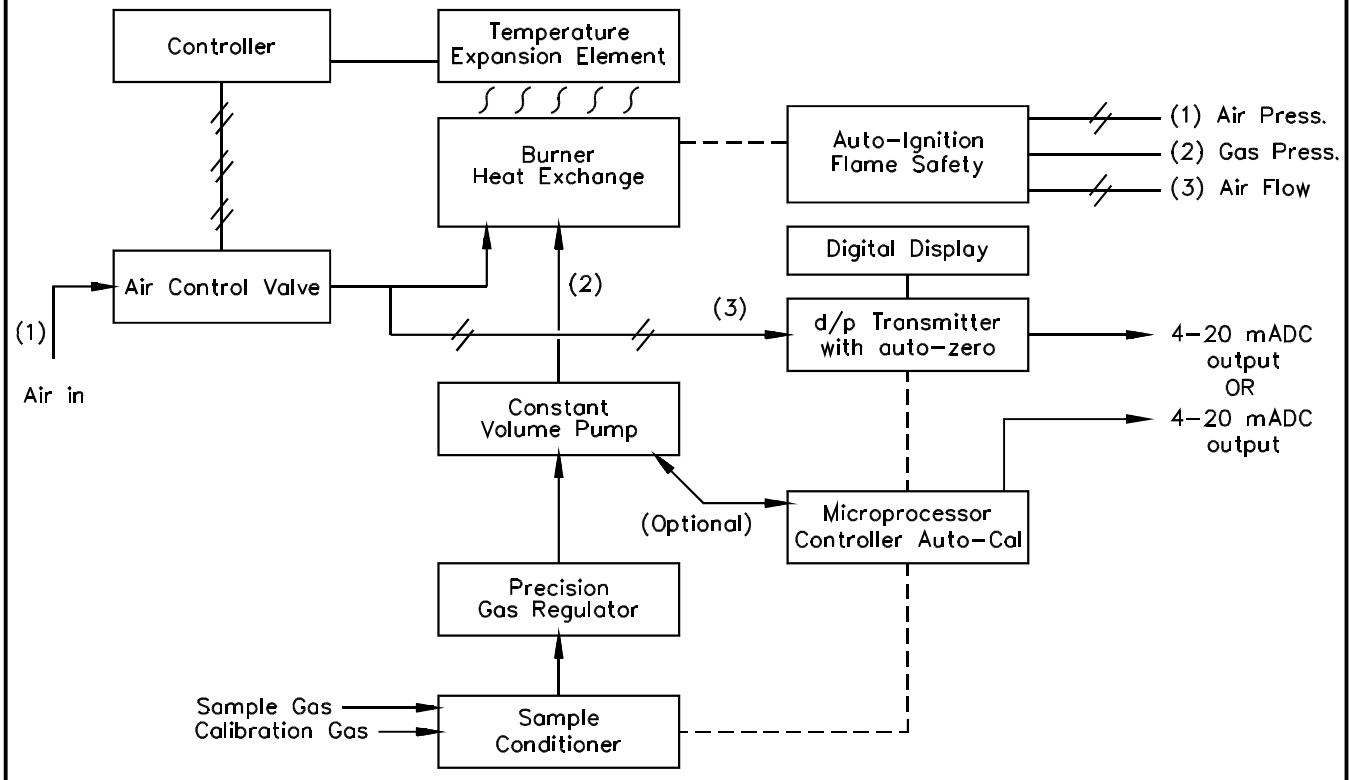 Controller
Temperature
Expansion Element
Burner
Heat Exchange
Auto-Ignition
Flame Safety
(1) Air Press.
(2) Gas Press.
(3) Air Flow
Digital Display
Air Control Valve
(1)
Air in
(2)
(3)
d/p Transmitter
with auto-zero
4-20 mADC
output
OR
4-20 mADC
output
Constant
Volume Pump
(Optional)
Microprocessor
Controller Auto-Cal
Precision
Gas Regulator
Sample Gas
Calibration Gas
Sample
Conditioner